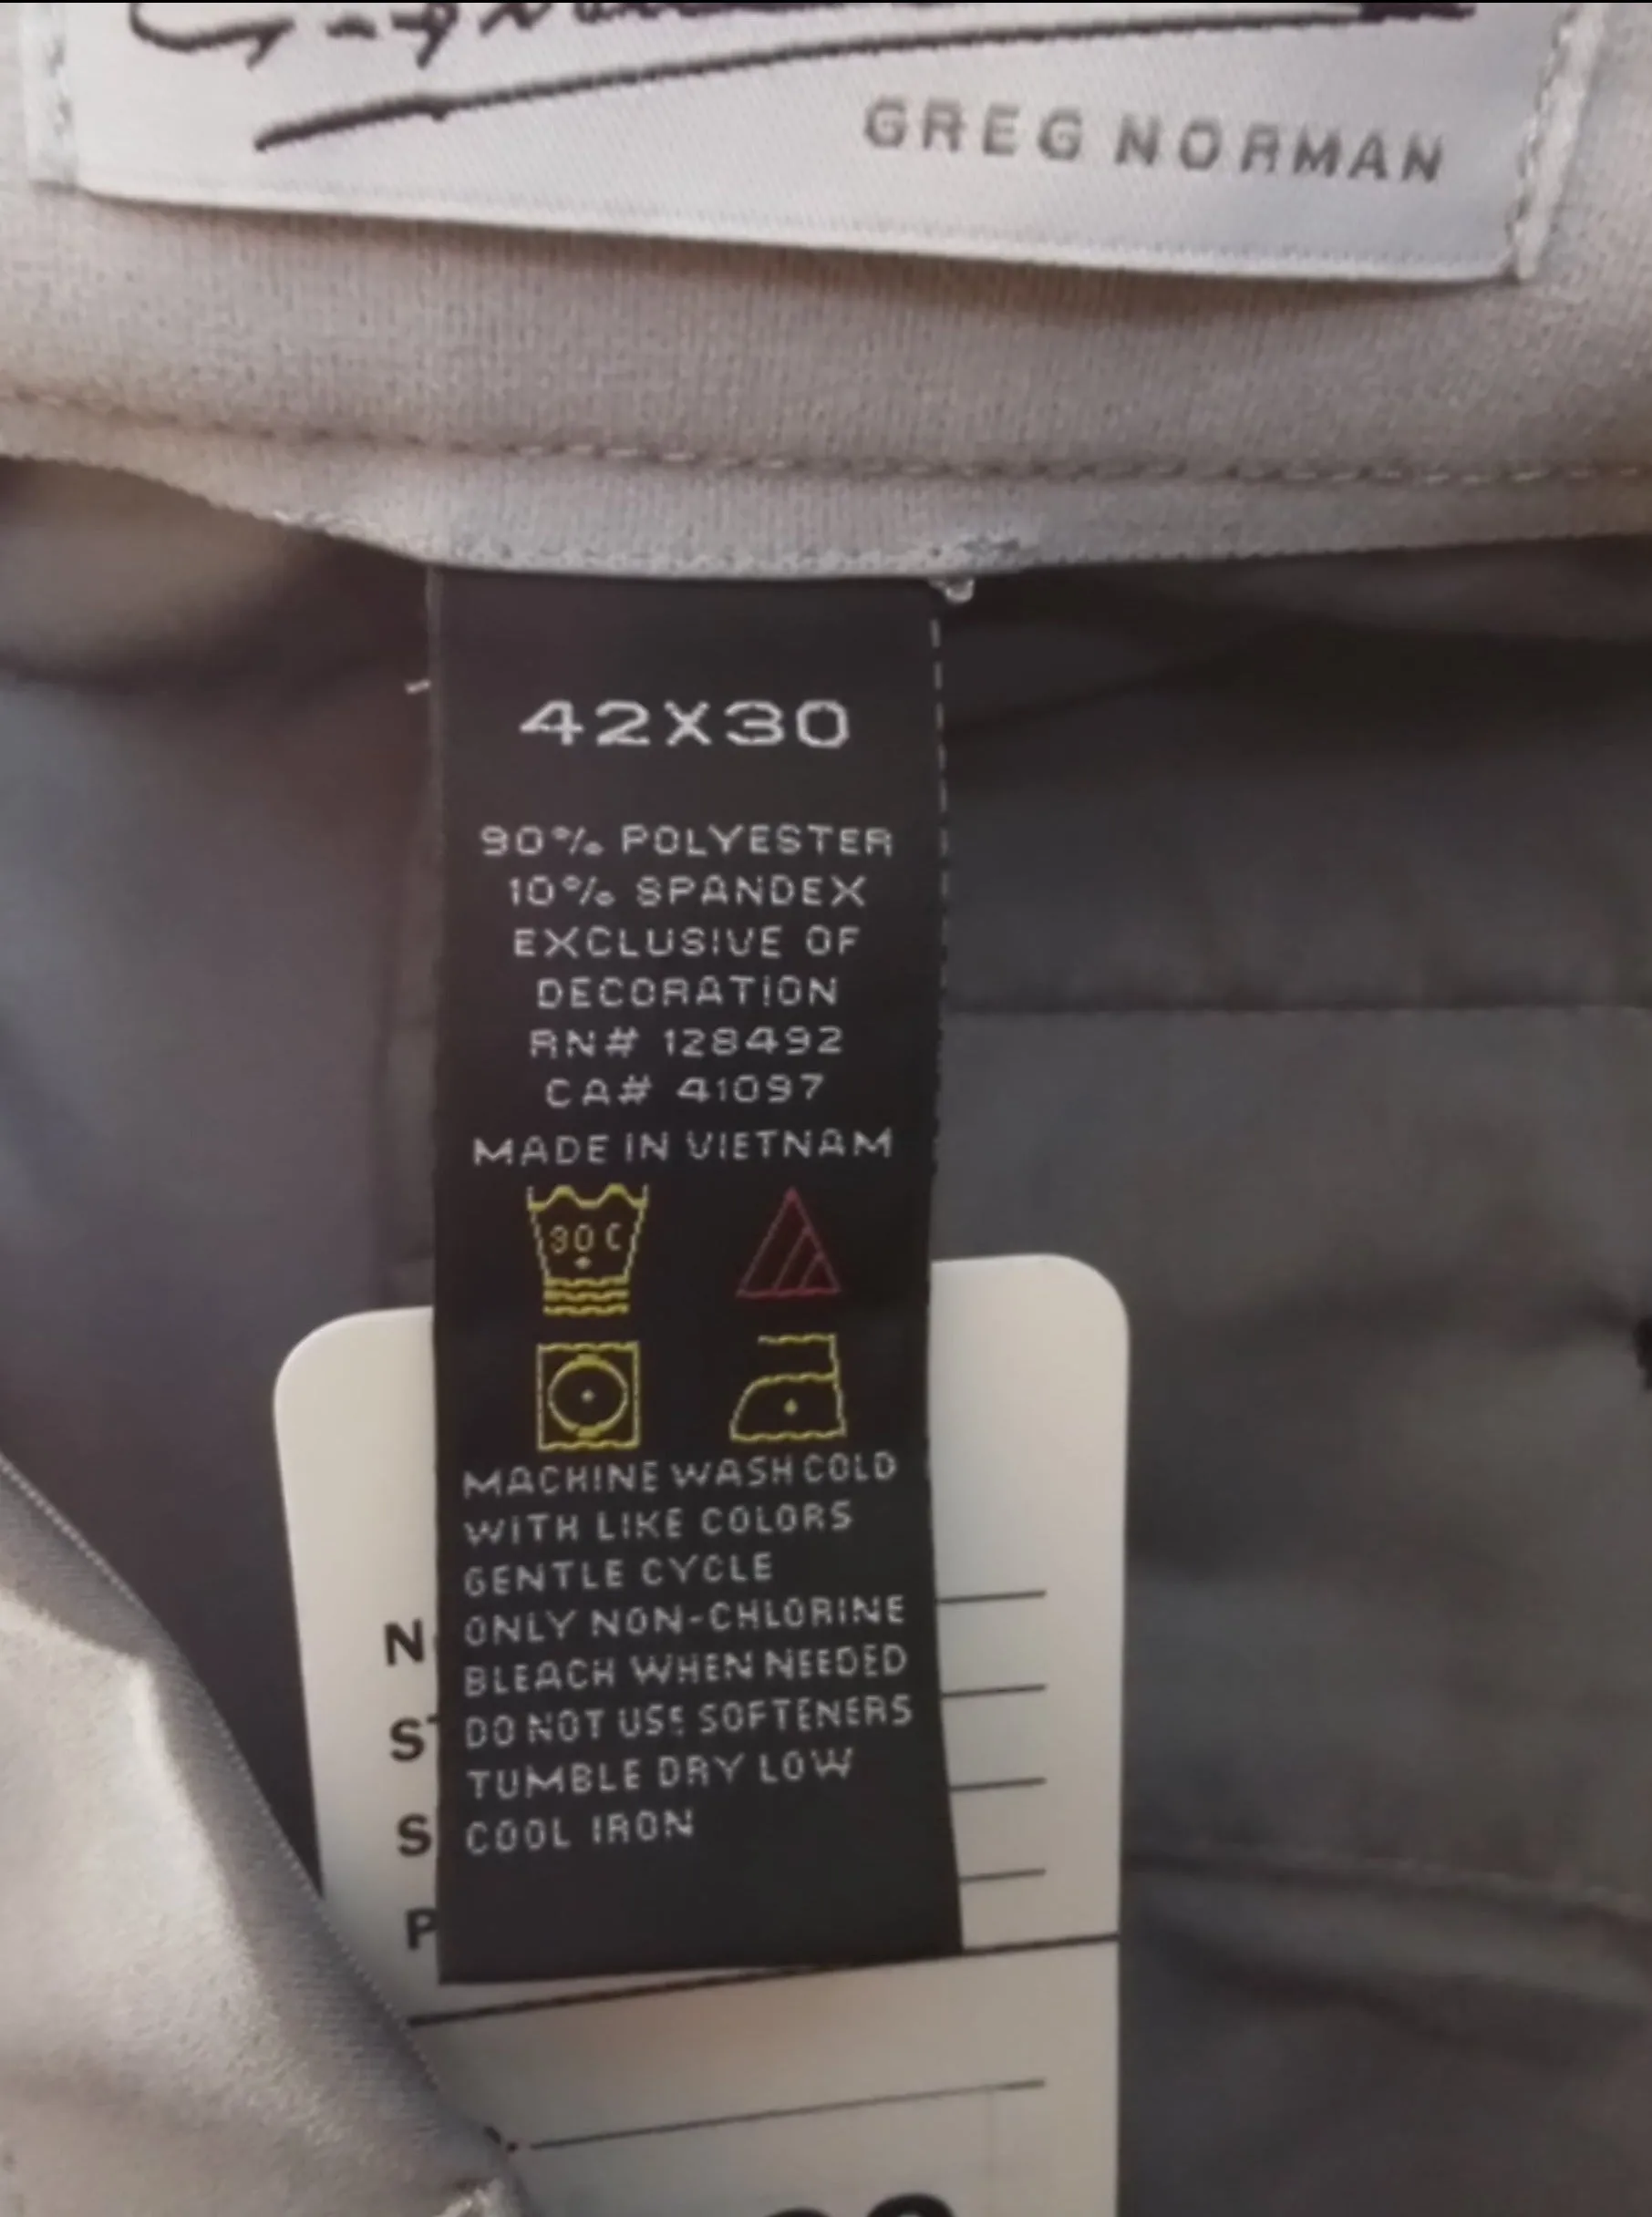 GREG NORMAN
42X30
90% POLYESTER
10% SPANDEX
EXCLUSIVE OF
DECORATION
RN# 128492
CA# 41097
MADE IN VIETNAM
30 C
MACHINE WASH COLD
WITH LIKE COLORS
GENTLE CYCLE
ONLY NON-CHLORINE
BLEACH WHEN NEEDED
DO NOT USE SOFTENERS
TUMBLE DRY LOW
COOL IRON